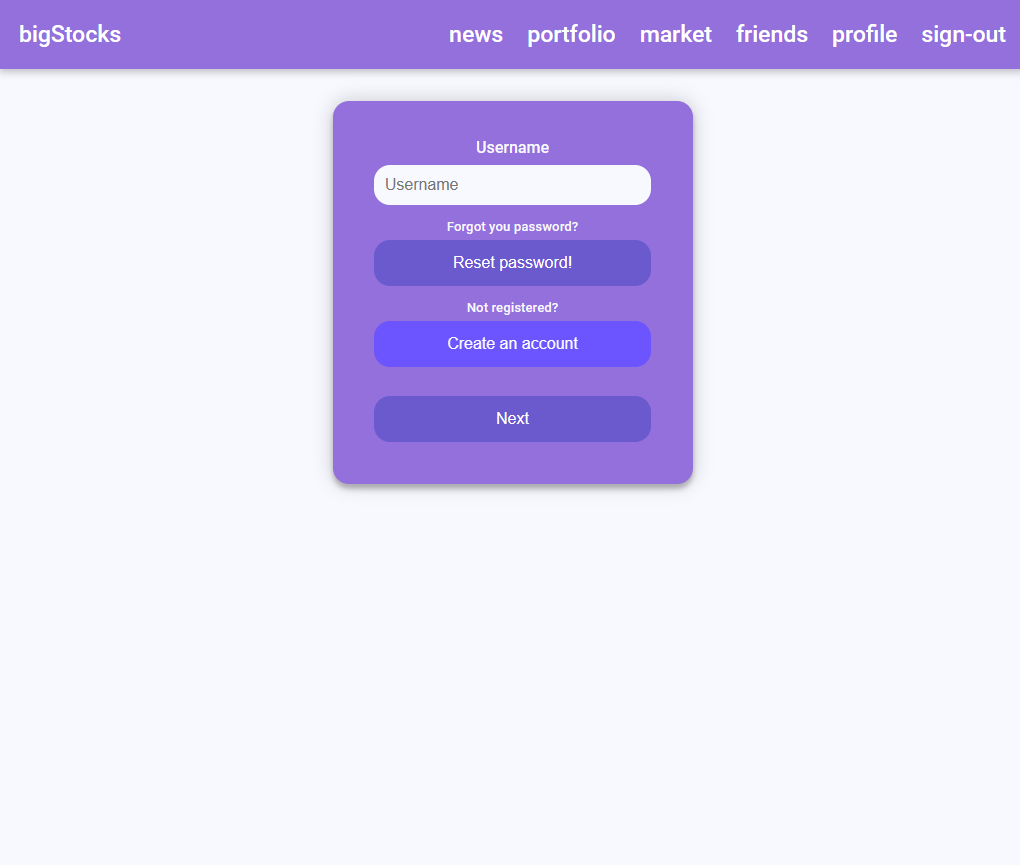 bigStocks news portfolio market friends profile sign-out
Username
Username
Forgot you password?
Reset password!
Not registered?
Create an account
Next